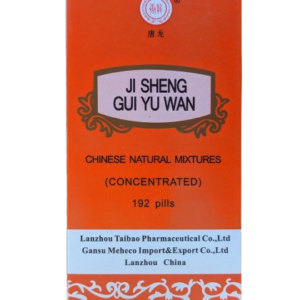 ®
唐龙
JI SHENG
GUI YU WAN
CHINESE NATURAL MIXTURES
(CONCENTRATED)
192 pills
Lanzhou Taibao Pharmaceutical Co.,Ltd
Gansu Meheco Import&Export Co.,Ltd
Lanzhou China